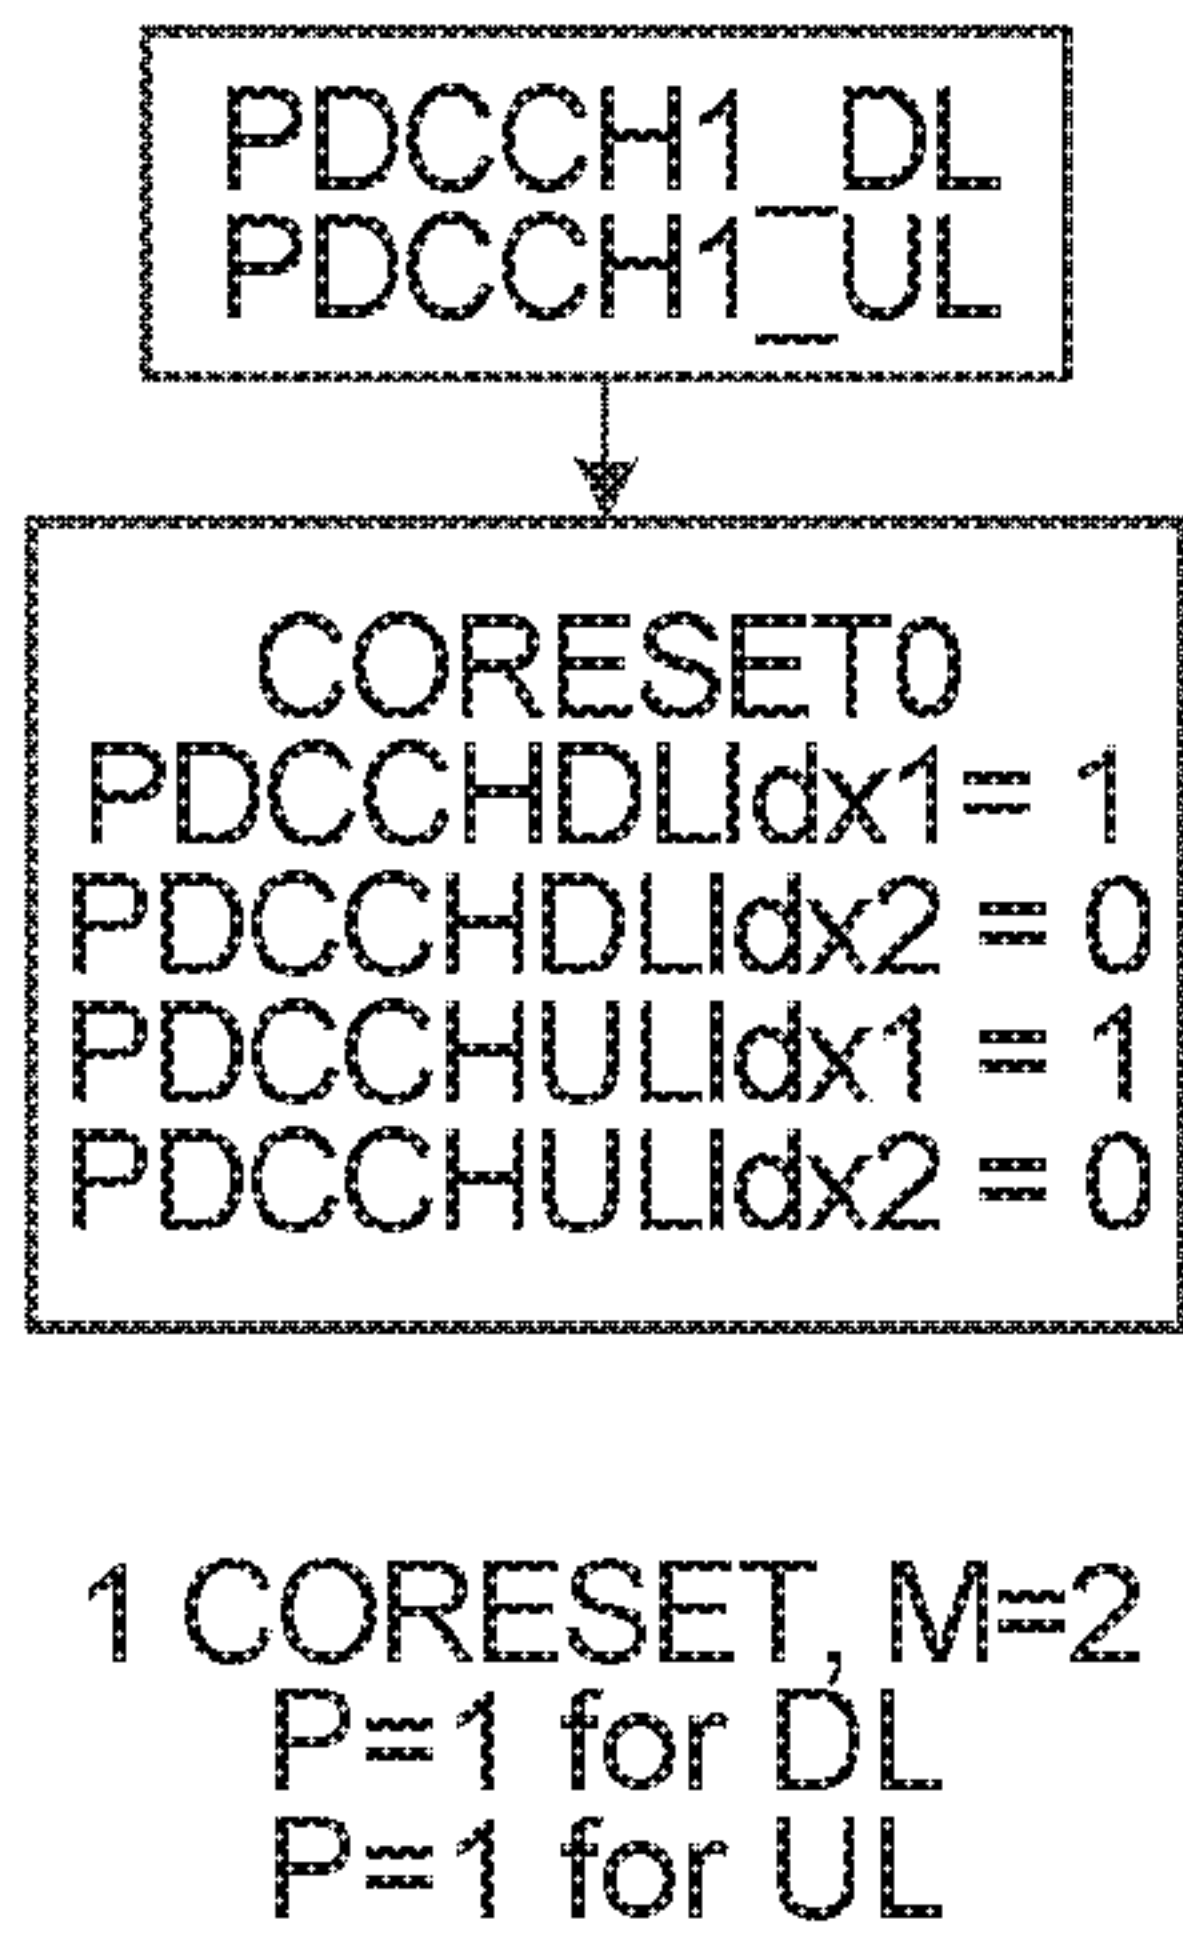 PDCCH1_DL
PDCCH1_UL
CORESET0
PDCCHDLIdx1= 1
PDCCHDLIdx2 = 0
PDCCHULIdx1 = 1
PDCCHULIdx2 = 0
1 CORESET, M=2
P=1 for DL
P=1 for UL